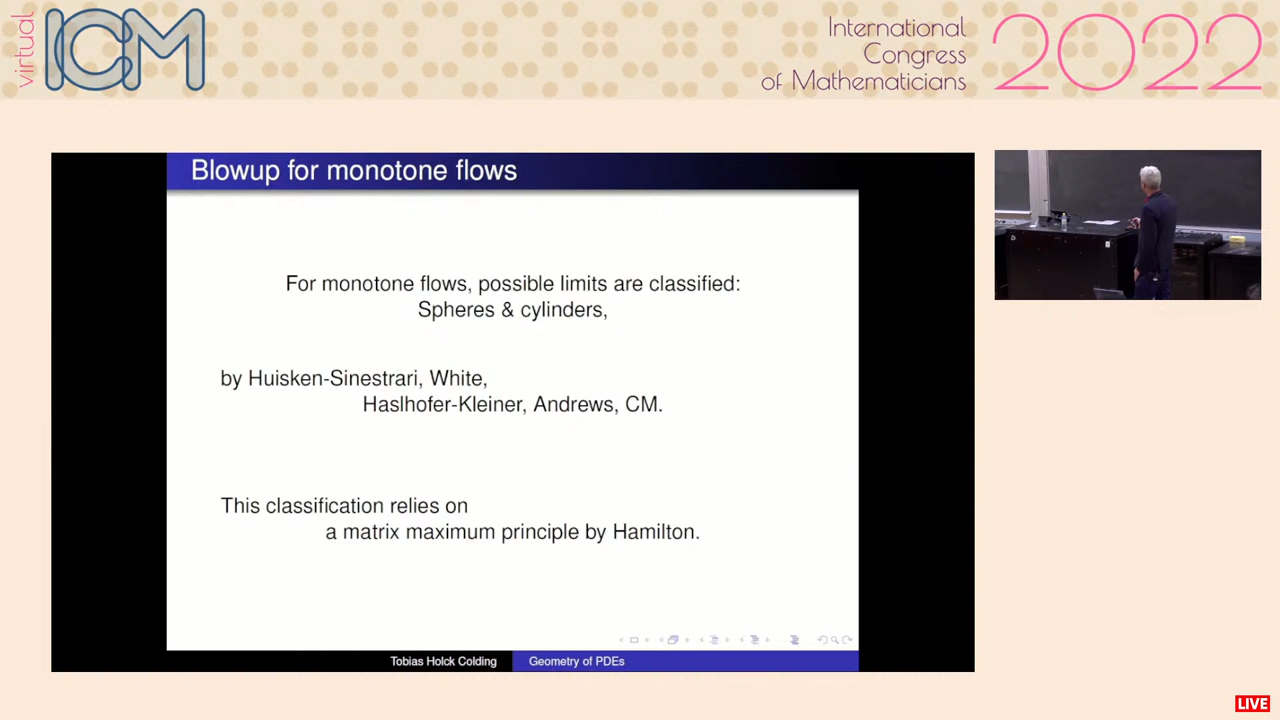 virtual
ICM
International
Congress
of Mathematicians
2022
Blowup for monotone flows
For monotone flows, possible limits are classified:
Spheres & cylinders,
by Huisken-Sinestrari, White,
Haslhofer-Kleiner, Andrews, CM.
This classification relies on
a matrix maximum principle by Hamilton.
Tobias Holck Colding
Geometry of PDEs
LIVE